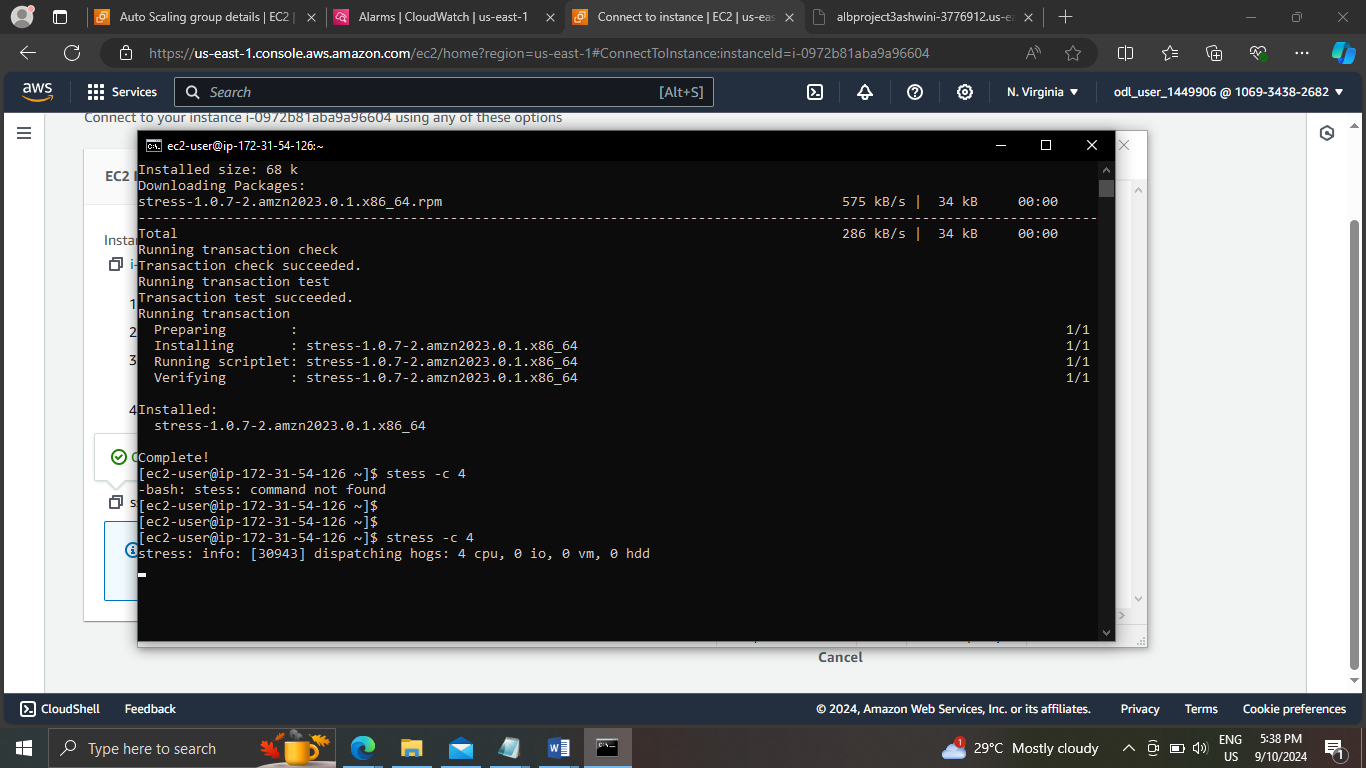 Auto Scaling group details | EC2 |
Alarms | CloudWatch | us-east-1
Connect to instance | EC2 | us-eas
albproject3ashwini-3776912.us-ea
https://us-east-1.console.aws.amazon.com/ec2/home?region=us-east-1#ConnectToInstance:instanceId=i-0972b81aba9a96604
aws
Services
Search
[Alt+S]
N. Virginia
odl_user_1449906 @ 1069-3438-2682
Connect to your instance i-0972b81aba9a96604 using any of these options
EC2 I
Instan
i-
1
2
3
4
C
s
ec2-user@ip-172-31-54-126:~
Installed size: 68 k
Downloading Packages:
stress-1.0.7-2.amzn2023.0.1.x86_64.rpm 575 kB/s | 34 kB 00:00
--------------------------------------------------------------------------------
Total 286 kB/s | 34 kB 00:00
Running transaction check
Transaction check succeeded.
Running transaction test
Transaction test succeeded.
Running transaction
Preparing : 1/1
Installing : stress-1.0.7-2.amzn2023.0.1.x86_64 1/1
Running scriptlet: stress-1.0.7-2.amzn2023.0.1.x86_64 1/1
Verifying : stress-1.0.7-2.amzn2023.0.1.x86_64 1/1
Installed:
stress-1.0.7-2.amzn2023.0.1.x86_64
Complete!
[ec2-user@ip-172-31-54-126 ~]$ stess -c 4
-bash: stess: command not found
[ec2-user@ip-172-31-54-126 ~]$
[ec2-user@ip-172-31-54-126 ~]$
[ec2-user@ip-172-31-54-126 ~]$ stress -c 4
stress: info: [30943] dispatching hogs: 4 cpu, 0 io, 0 vm, 0 hdd
Cancel
CloudShell
Feedback
© 2024, Amazon Web Services, Inc. or its affiliates.
Privacy
Terms
Cookie preferences
Type here to search
1
29°C Mostly cloudy
ENG
US
5:38 PM
9/10/2024
1